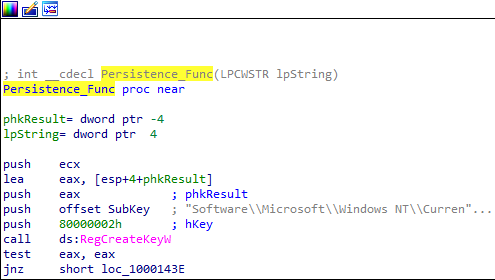 ; int __cdecl Persistence_Func(LPCWSTR lpString)
Persistence_Func proc near
phkResult= dword ptr -4
lpString= dword ptr  4
push    ecx
lea     eax, [esp+4+phkResult]
push    eax             ; phkResult
push    offset SubKey   ; "Software\\Microsoft\\Windows NT\\Curren"...
push    80000002h       ; hKey
call    ds:RegCreateKeyW
test    eax, eax
jnz     short loc_1000143E